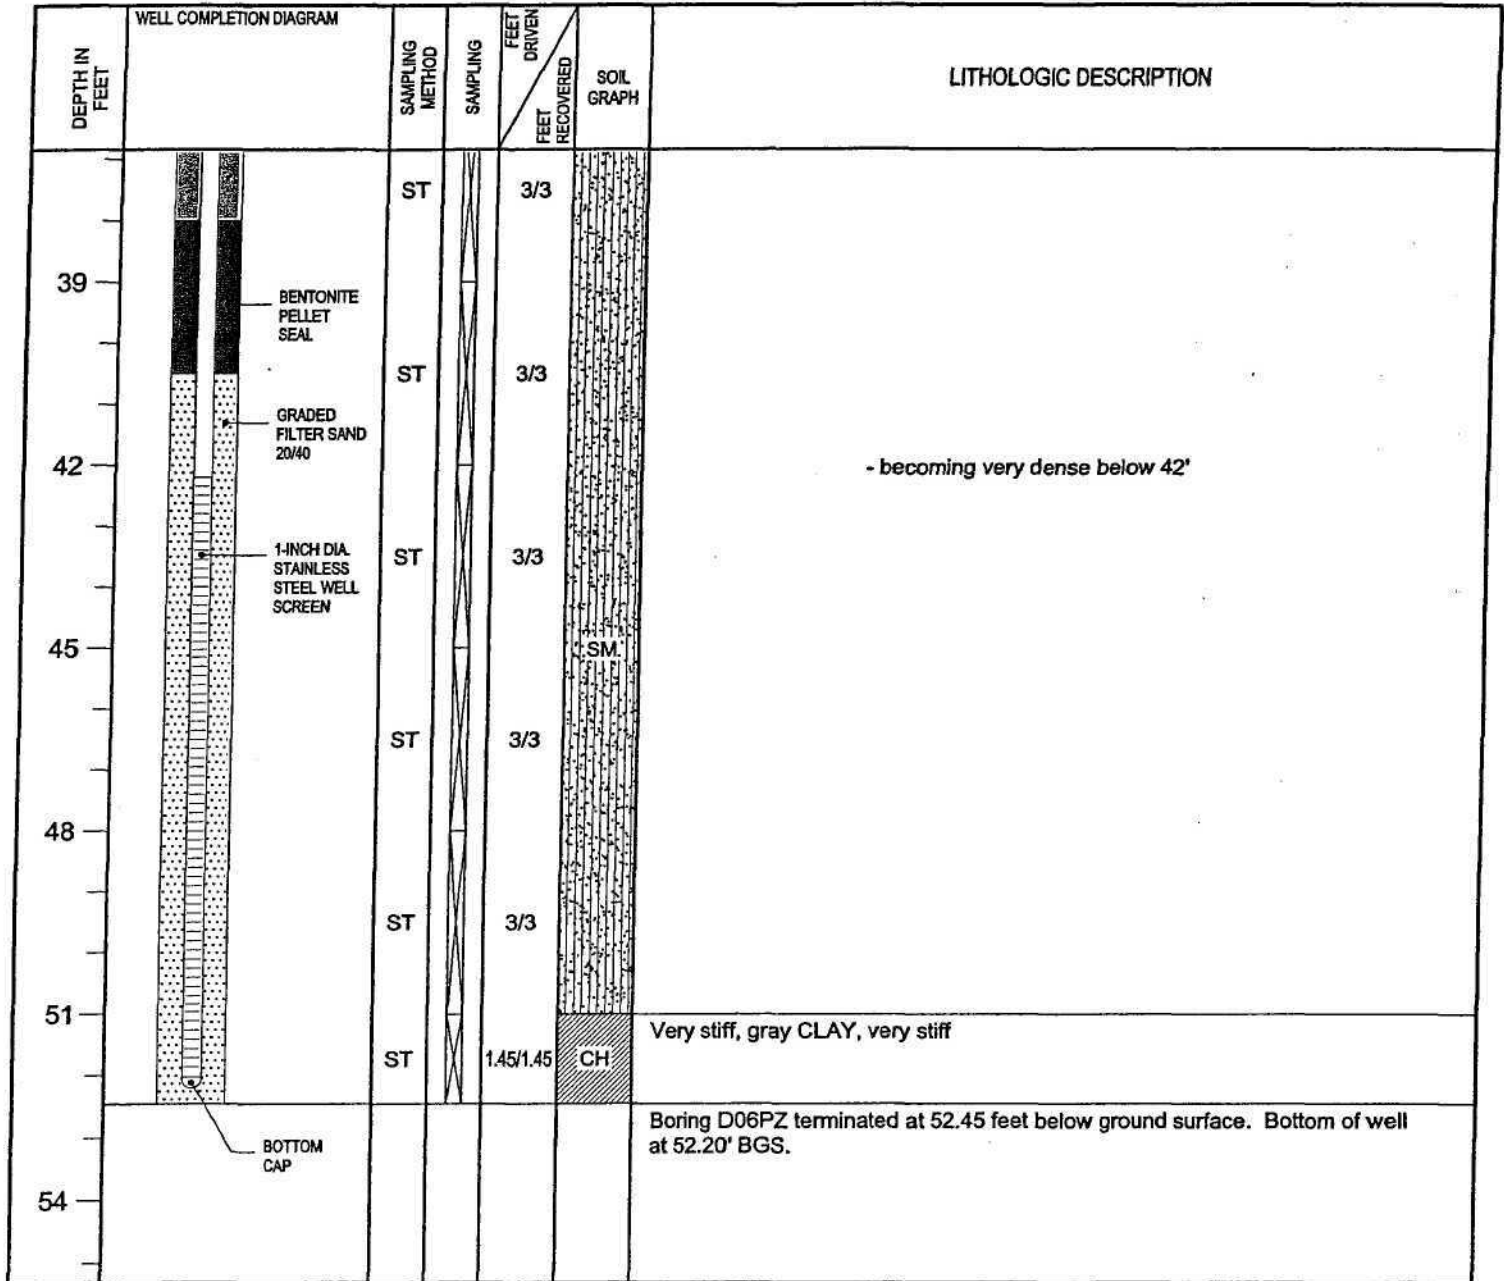 WELL COMPLETION DIAGRAM
DEPTH IN
FEET
SAMPLING
METHOD
SAMPLING
FEET
DRIVEN
FEET
RECOVERED
SOIL
GRAPH
LITHOLOGIC DESCRIPTION
ST
3/3
39
BENTONITE
PELLET
SEAL
ST
3/3
GRADED
FILTER SAND
20/40
42
- becoming very dense below 42'
1-INCH DIA.
STAINLESS
STEEL WELL
SCREEN
ST
3/3
45
SM
ST
3/3
48
ST
3/3
51
Very stiff, gray CLAY, very stiff
ST
1.45/1.45
CH
Boring D06PZ terminated at 52.45 feet below ground surface. Bottom of well
at 52.20' BGS.
BOTTOM
CAP
54